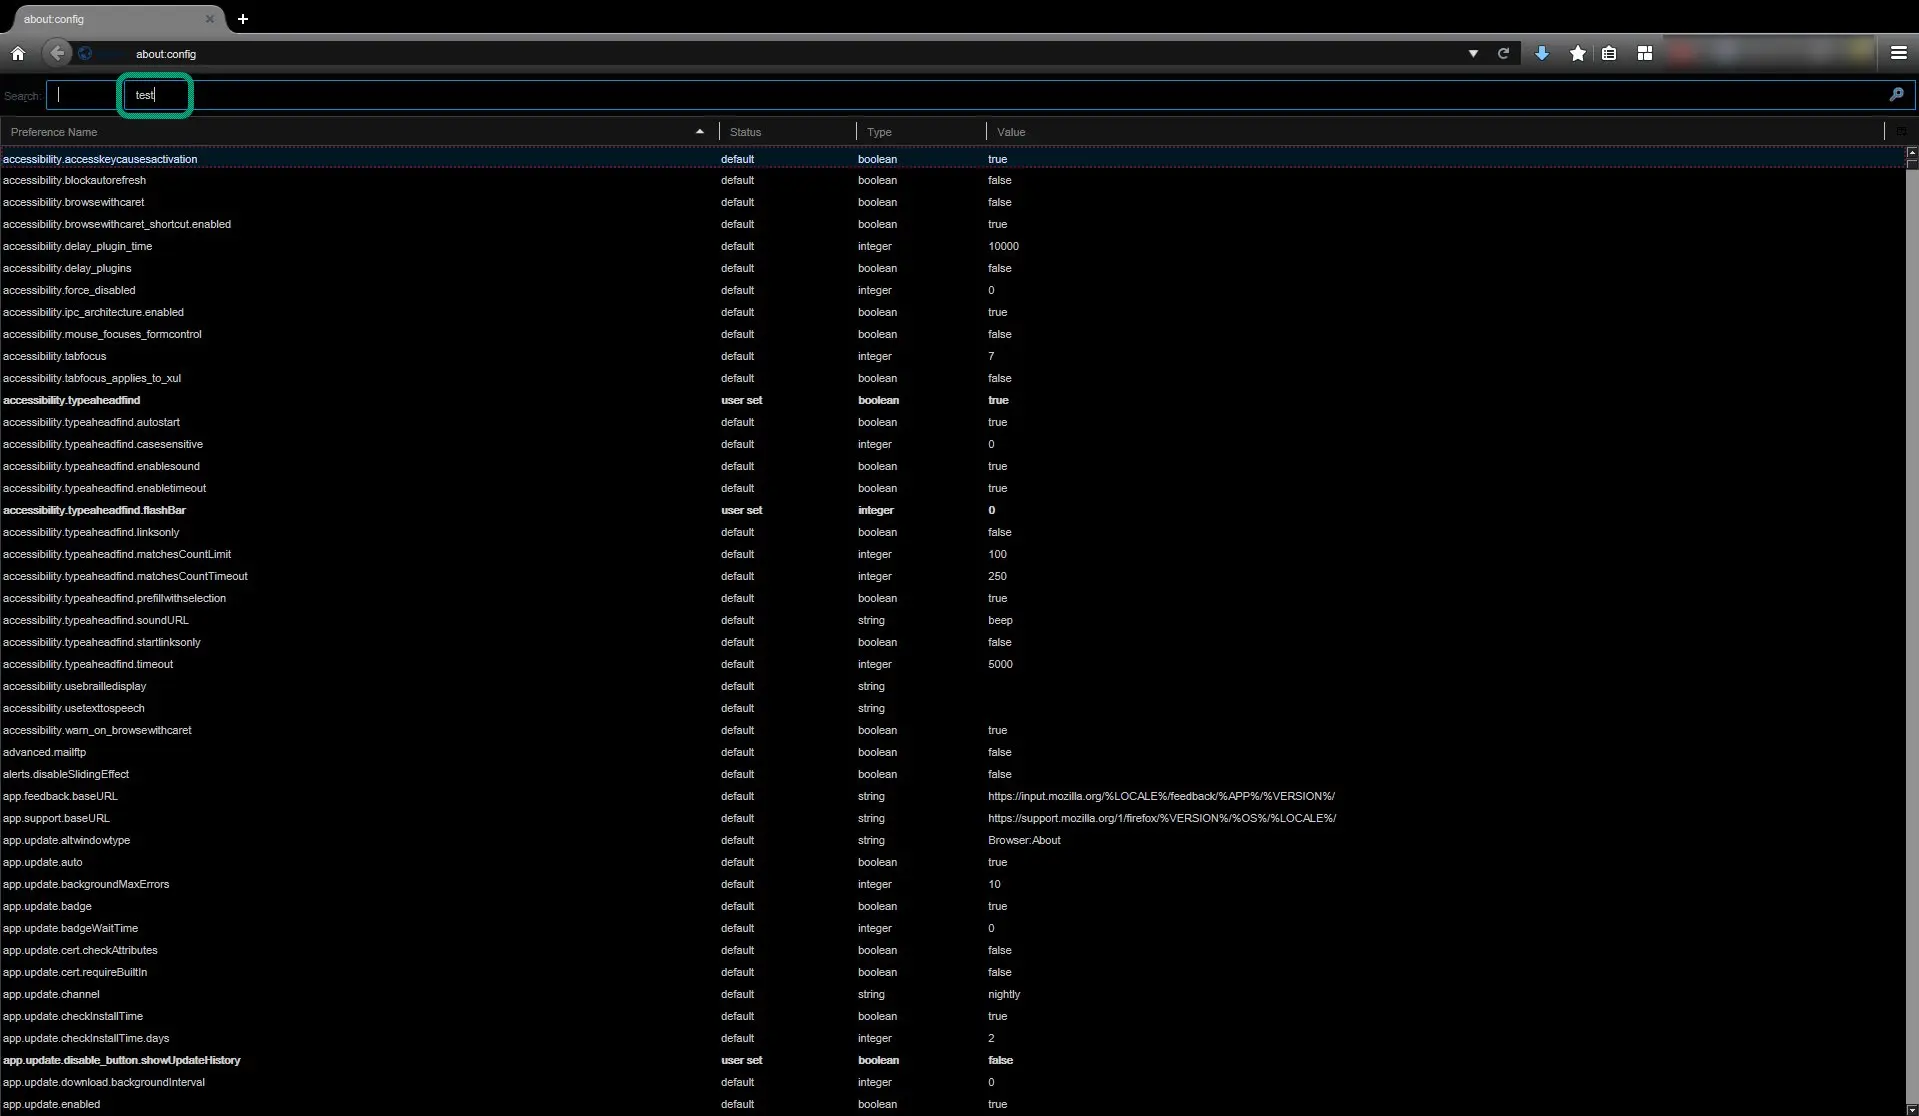 about:config
about:config
Search: test
Preference Name Status Type Value
accessibility.accesskeycausesactivation default boolean true
accessibility.blockautorefresh default boolean false
accessibility.browsewithcaret default boolean false
accessibility.browsewithcaret_shortcut.enabled default boolean true
accessibility.delay_plugin_time default integer 10000
accessibility.delay_plugins default boolean false
accessibility.force_disabled default integer 0
accessibility.ipc_architecture.enabled default boolean true
accessibility.mouse_focuses_formcontrol default boolean false
accessibility.tabfocus default integer 7
accessibility.tabfocus_applies_to_xul default boolean false
accessibility.typeaheadfind user set boolean true
accessibility.typeaheadfind.autostart default boolean true
accessibility.typeaheadfind.casesensitive default integer 0
accessibility.typeaheadfind.enablesound default boolean true
accessibility.typeaheadfind.enabletimeout default boolean true
accessibility.typeaheadfind.flashBar user set integer 0
accessibility.typeaheadfind.linksonly default boolean false
accessibility.typeaheadfind.matchesCountLimit default integer 100
accessibility.typeaheadfind.matchesCountTimeout default integer 250
accessibility.typeaheadfind.prefillwithselection default boolean true
accessibility.typeaheadfind.soundURL default string beep
accessibility.typeaheadfind.startlinksonly default boolean false
accessibility.typeaheadfind.timeout default integer 5000
accessibility.usebrailledisplay default string
accessibility.usetexttospeech default string
accessibility.warn_on_browsewithcaret default boolean true
advanced.mailftp default boolean false
alerts.disableSlidingEffect default boolean false
app.feedback.baseURL default string https://input.mozilla.org/%LOCALE%/feedback/%APP%/%VERSION%/
app.support.baseURL default string https://support.mozilla.org/1/firefox/%VERSION%/%OS%/%LOCALE%/
app.update.altwindowtype default string Browser:About
app.update.auto default boolean true
app.update.backgroundMaxErrors default integer 10
app.update.badge default boolean true
app.update.badgeWaitTime default integer 0
app.update.cert.checkAttributes default boolean false
app.update.cert.requireBuiltIn default boolean false
app.update.channel default string nightly
app.update.checkInstallTime default boolean true
app.update.checkInstallTime.days default integer 2
app.update.disable_button.showUpdateHistory user set boolean false
app.update.download.backgroundInterval default integer 0
app.update.enabled default boolean true